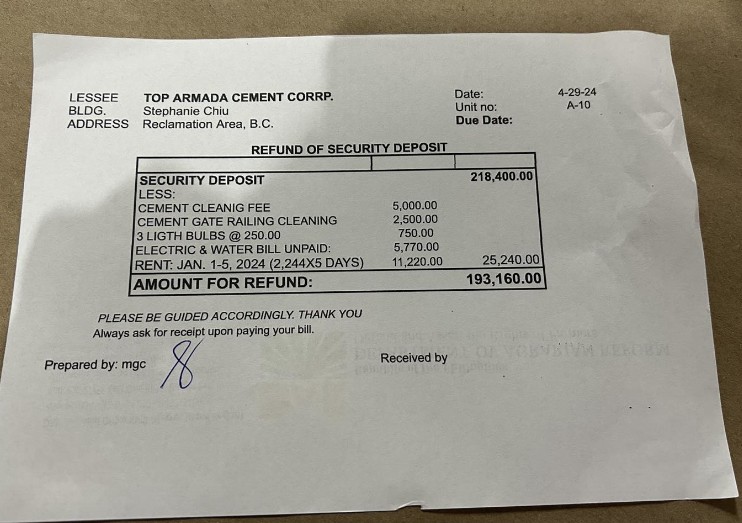 LESSEE TOP ARMADA CEMENT CORRP. Date: 4-29-24
BLDG. Stephanie Chiu Unit no: A-10
ADDRESS Reclamation Area, B.C. Due Date:
REFUND OF SECURITY DEPOSIT
SECURITY DEPOSIT 218,400.00
LESS:
CEMENT CLEANIG FEE 5,000.00
CEMENT GATE RAILING CLEANING 2,500.00
3 LIGTH BULBS @ 250.00 750.00
ELECTRIC & WATER BILL UNPAID: 5,770.00
RENT: JAN. 1-5, 2024 (2,244X5 DAYS) 11,220.00 25,240.00
AMOUNT FOR REFUND: 193,160.00
PLEASE BE GUIDED ACCORDINGLY. THANK YOU
Always ask for receipt upon paying your bill.
Prepared by: mgc Received by
DEPARTMENT OF AGRARIAN REFORM